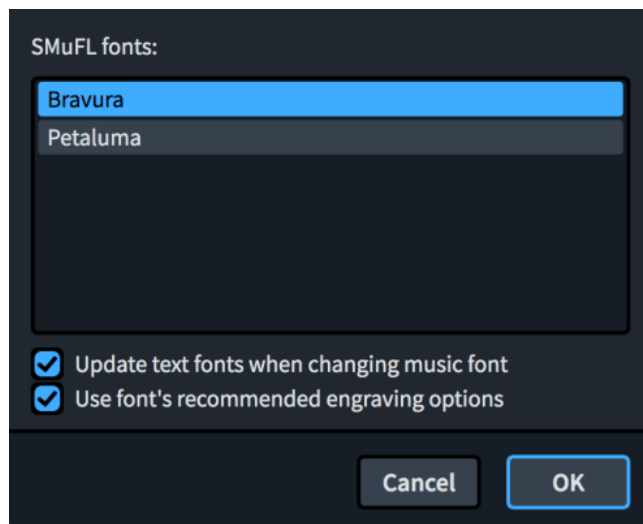 SMuFL fonts:
Bravura
Petaluma
Update text fonts when changing music font
Use font's recommended engraving options
Cancel OK